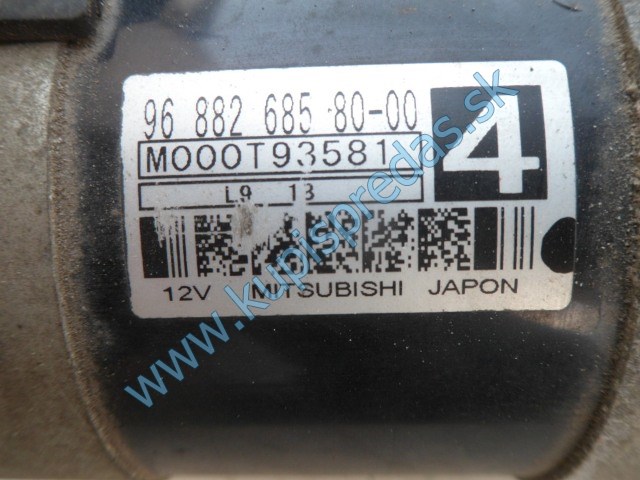 96 882 685 80-00
4
M000T93581
L9 13
12V MITSUBISHI JAPON
www.kupispredas.sk